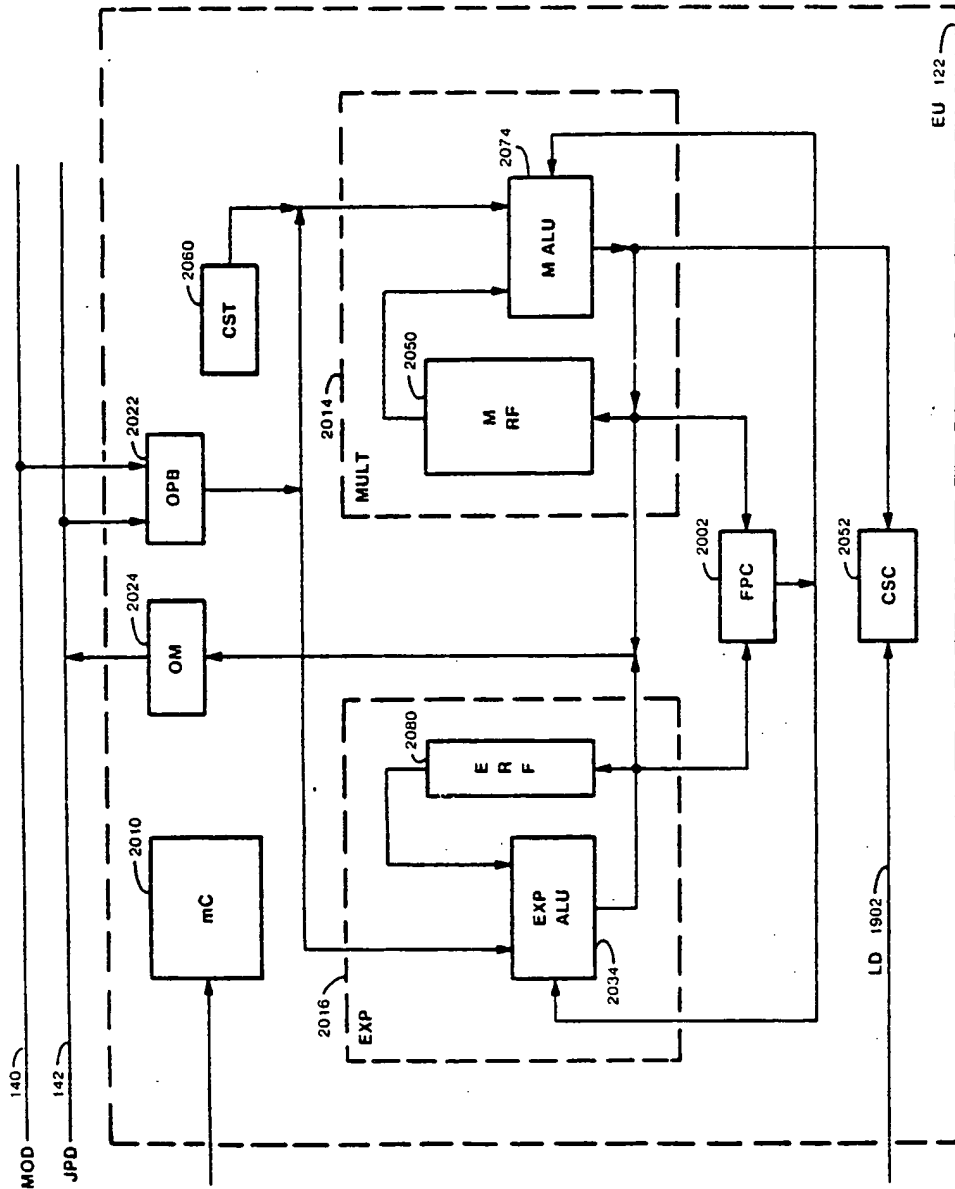 MOD 140
JPD 142
mC 2010
OM 2024
OPB 2022
CST 2060
2016
EXP
EXP
ALU
2034
E
R
F
2080
2014
MULT
M
RF
2050
M ALU
2074
FPC 2002
CSC 2052
LD 1902
EU 122